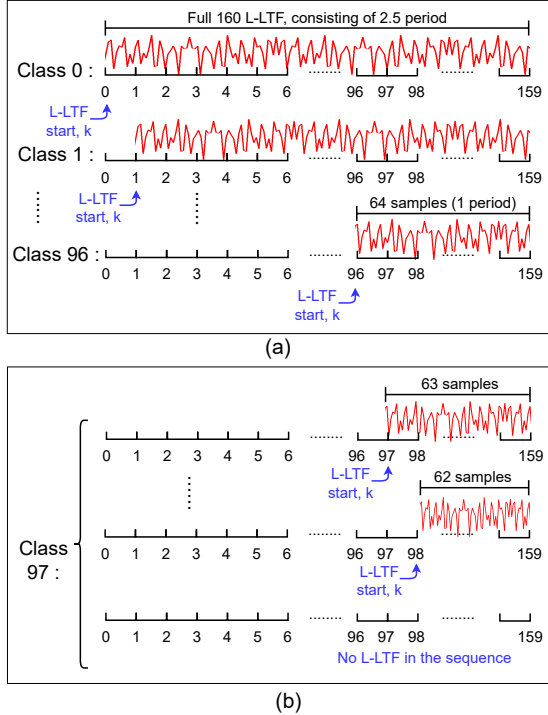 Full 160 L-LTF, consisting of 2.5 period
Class 0 :
0 1 2 3 4 5 6 ........ 96 97 98 ........ 159
L-LTF
start, k
Class 1 :
0 1 2 3 4 5 6 ........ 96 97 98 ........ 159
L-LTF
start, k
64 samples (1 period)
Class 96 :
0 1 2 3 4 5 6 ........ 96 97 98 ........ 159
L-LTF
start, k
(a)
63 samples
0 1 2 3 4 5 6 ........ 96 97 98 ........ 159
L-LTF
start, k
62 samples
Class
97 :
0 1 2 3 4 5 6 ........ 96 97 98 ........ 159
L-LTF
start, k
0 1 2 3 4 5 6 ........ 96 97 98 ........ 159
No L-LTF in the sequence
(b)